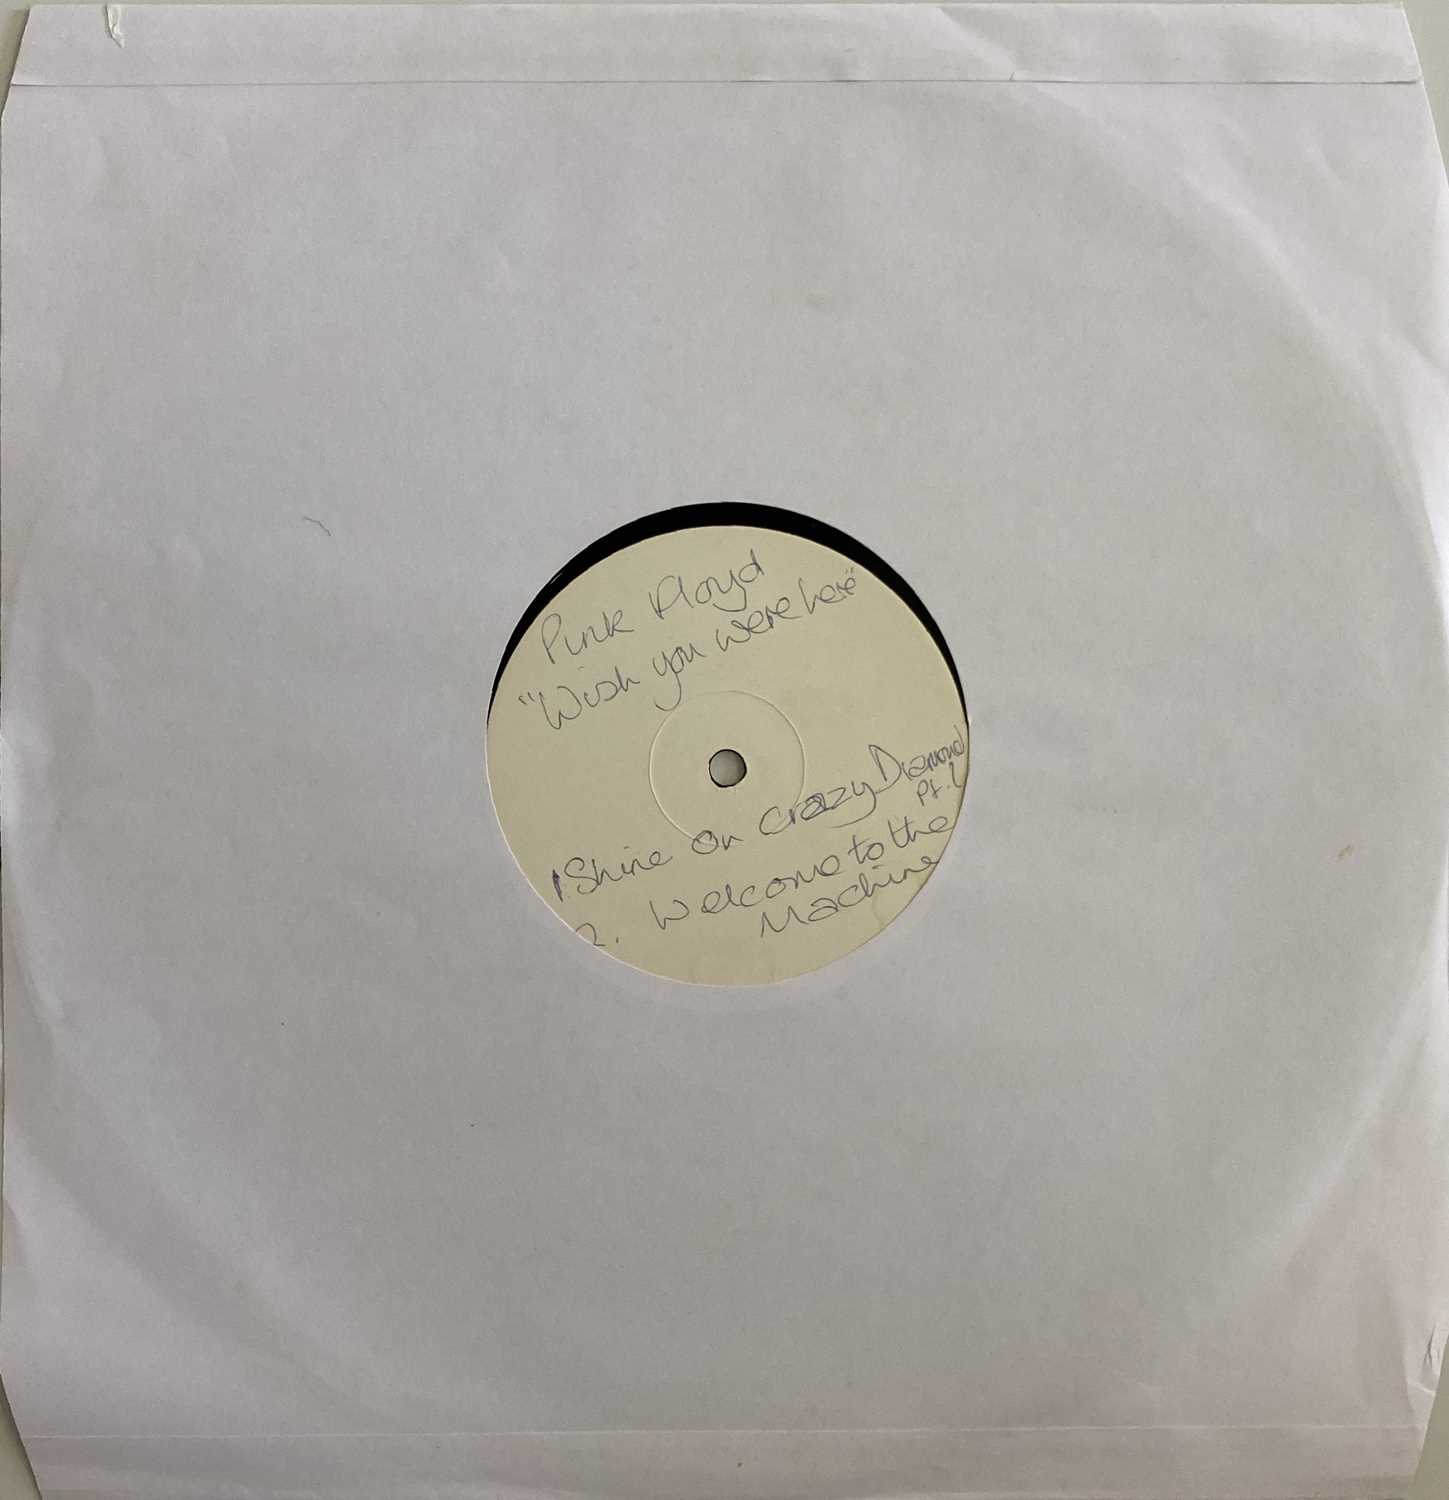 Pink Floyd
"Wish you were here"
1. Shine on crazy Diamond
Pt. 1
2. Welcome to the
Machine